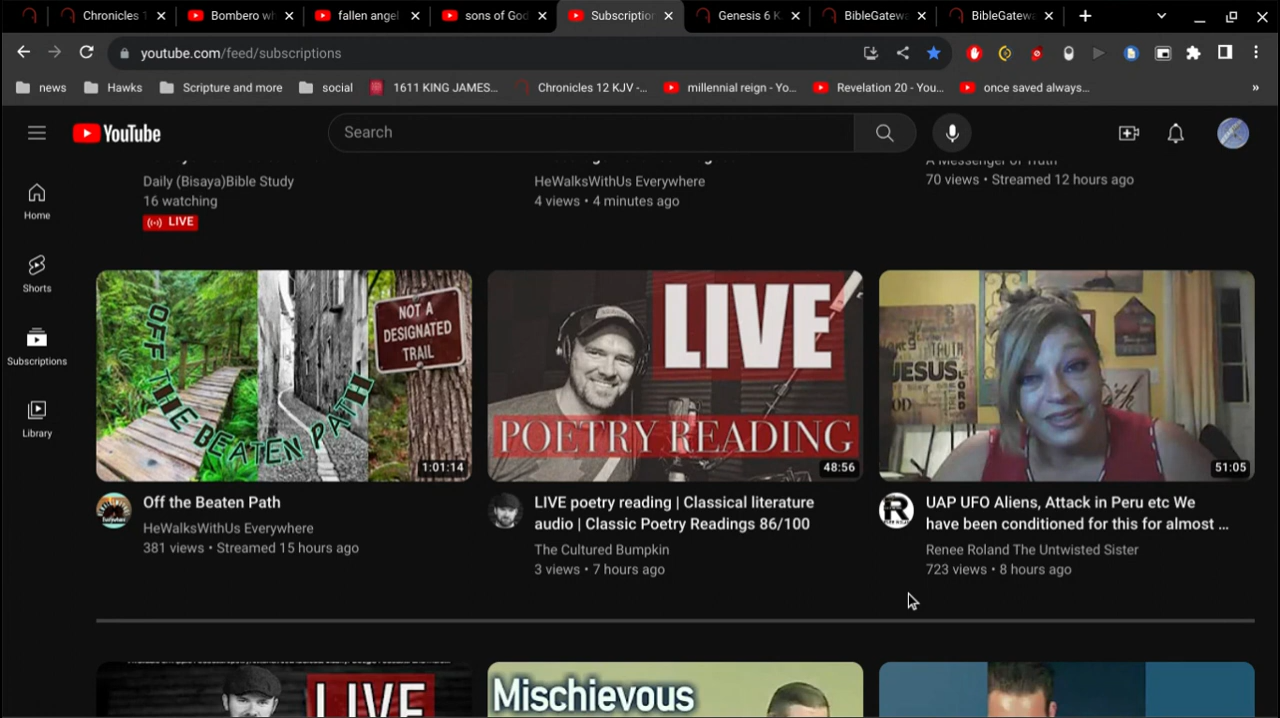 Chronicles 1
Bombero wh
fallen angel
sons of God
Subscription
Genesis 6 K
BibleGatewa
BibleGatewa
youtube.com/feed/subscriptions
news
Hawks
Scripture and more
social
1611 KING JAMES...
Chronicles 12 KJV -...
millennial reign - Yo...
Revelation 20 - You...
once saved always...
»
YouTube
Search
Home
Shorts
Subscriptions
Library
Daily (Bisaya)Bible Study
16 watching
LIVE
HeWalksWithUs Everywhere
4 views • 4 minutes ago
A Messenger of Truth
70 views • Streamed 12 hours ago
OFF THE BEATEN PATH
NOT A
DESIGNATED
TRAIL
1:01:14
LIVE
POETRY READING
48:56
JESUS
LORD
51:05
Off the Beaten Path
HeWalksWithUs Everywhere
381 views • Streamed 15 hours ago
LIVE poetry reading | Classical literature
audio | Classic Poetry Readings 86/100
The Cultured Bumpkin
3 views • 7 hours ago
R
UAP UFO Aliens, Attack in Peru etc We
have been conditioned for this for almost ...
Renee Roland The Untwisted Sister
723 views • 8 hours ago
LIVE
Mischievous